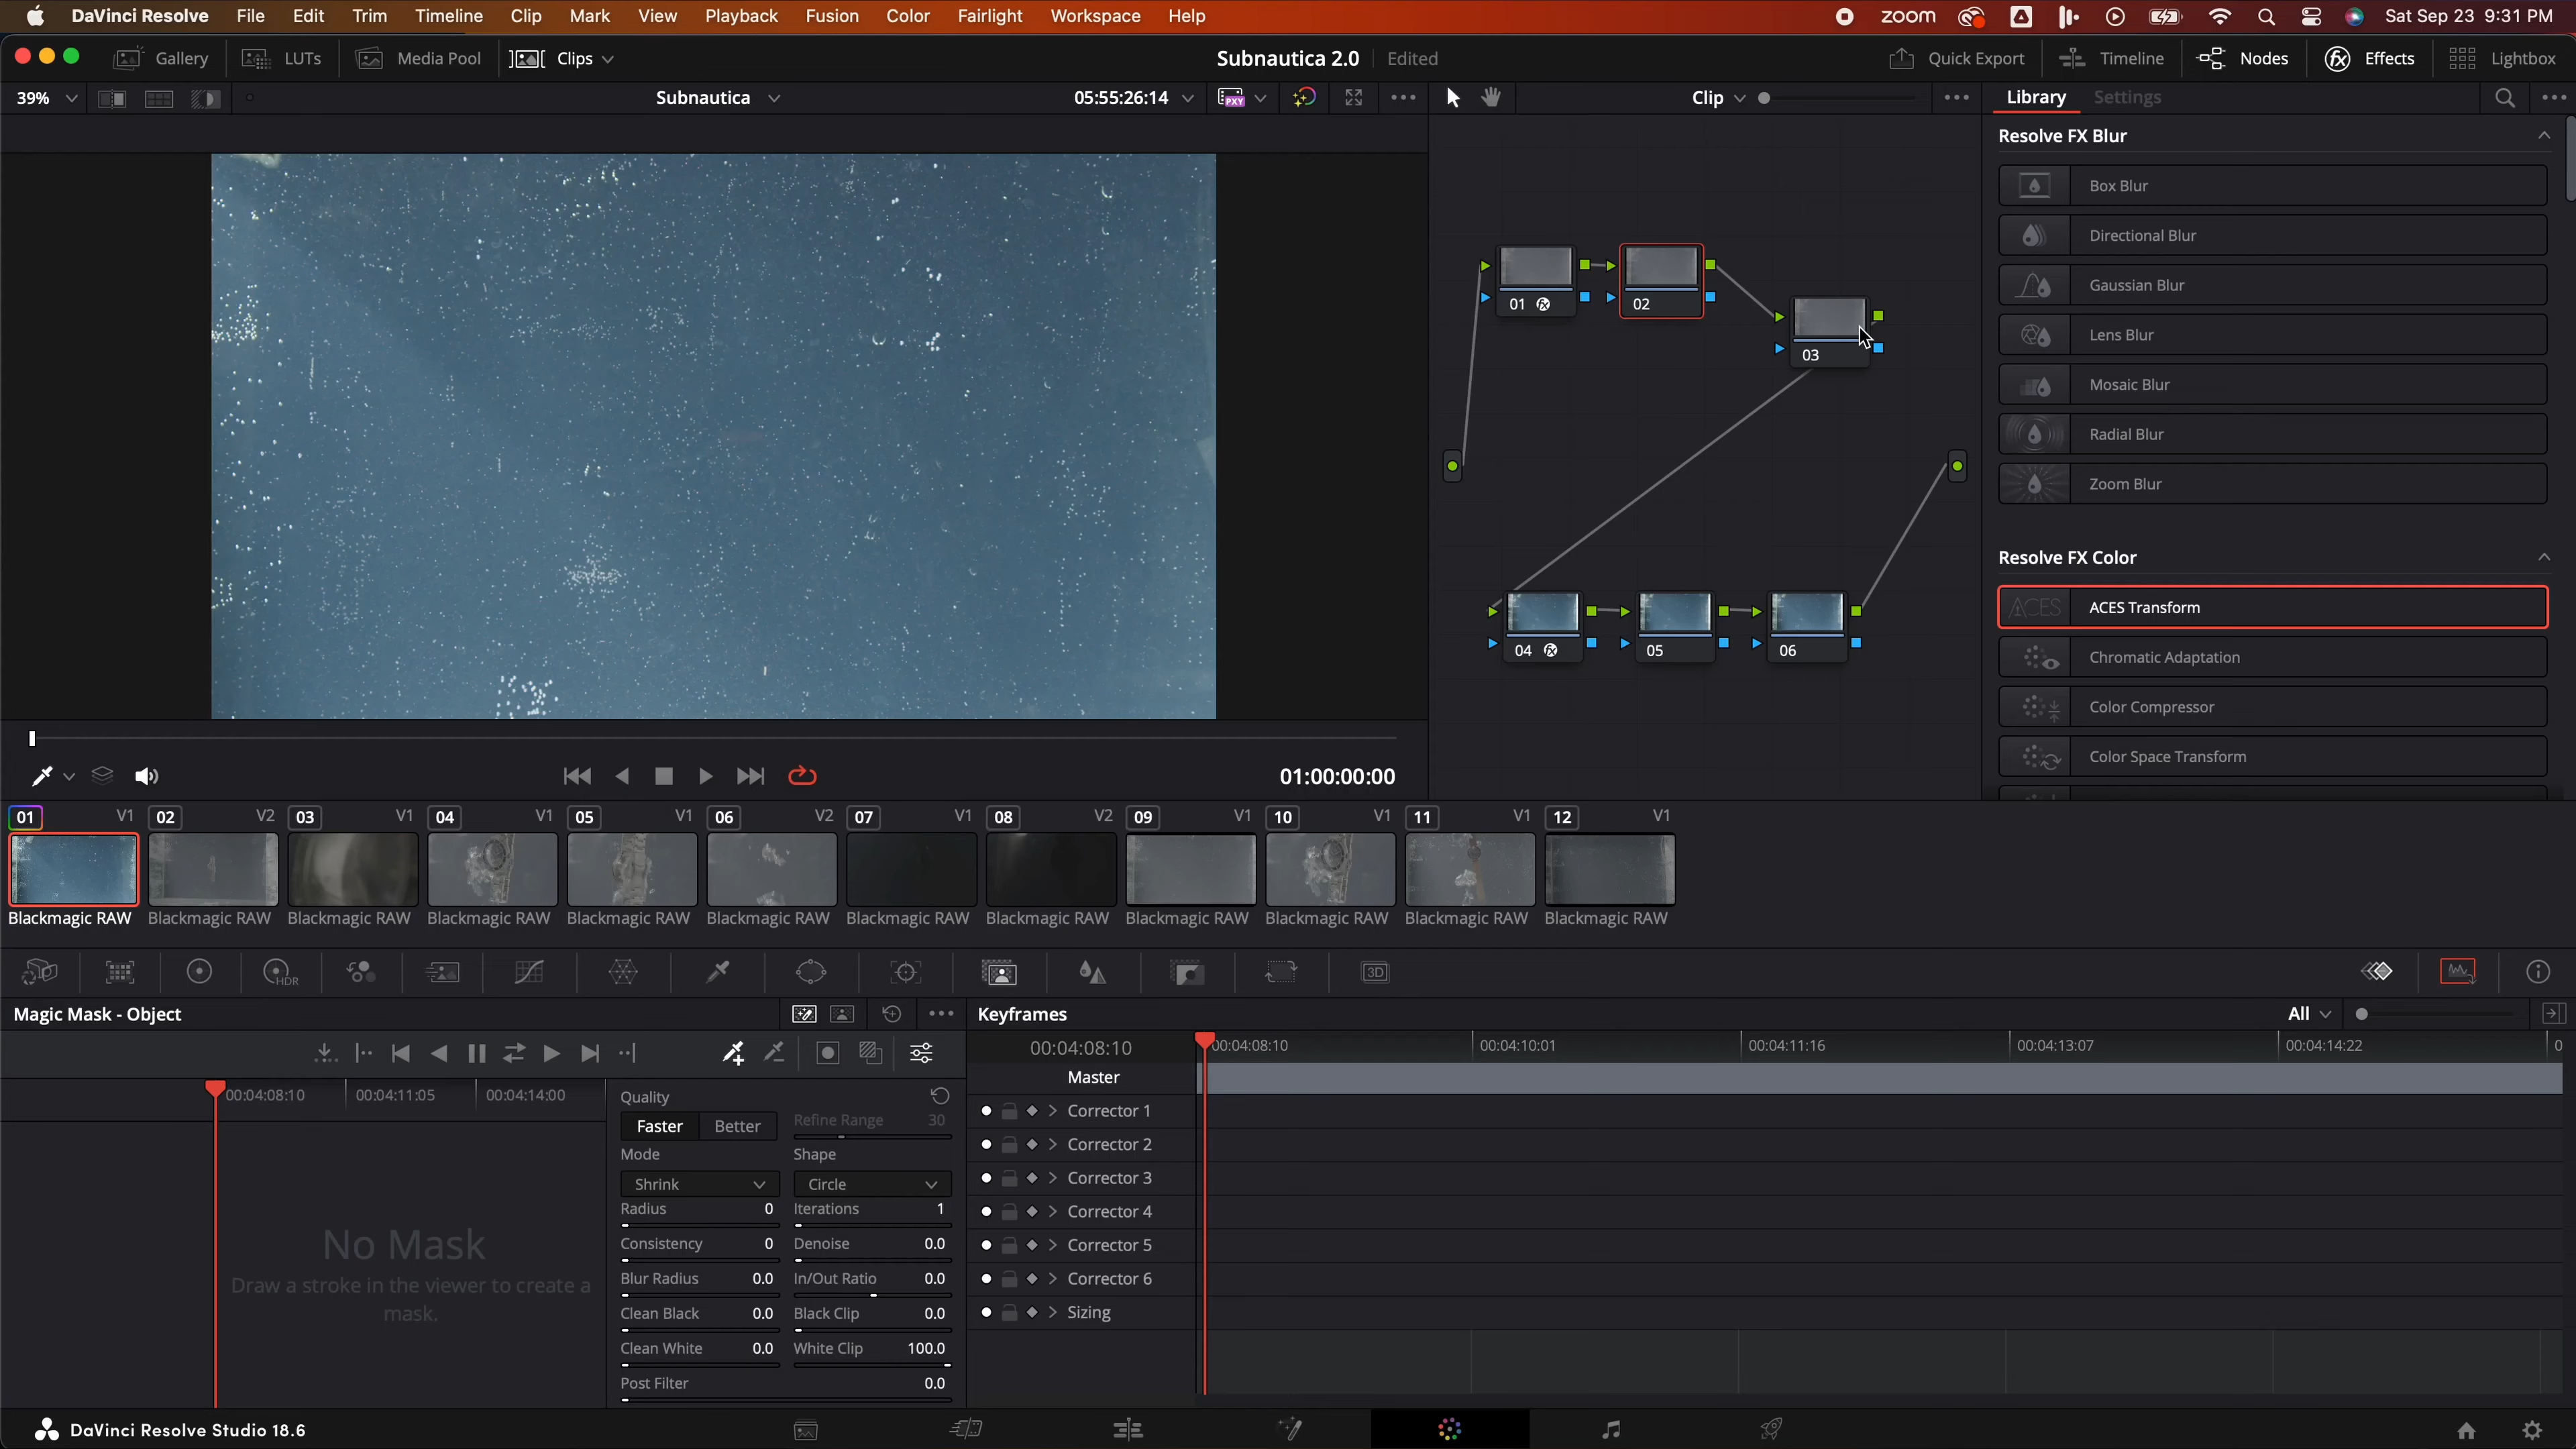 DaVinci Resolve File Edit Trim Timeline Clip Mark View Playback Fusion Color Fairlight Workspace Help zoom Sat Sep 23 9:31 PM
Gallery LUTs Media Pool Clips Subnautica 2.0 Edited Quick Export Timeline Nodes Effects Lightbox
39% Subnautica 05:55:26:14 PXY Clip Library Settings
Resolve FX Blur
Box Blur
Directional Blur
Gaussian Blur
Lens Blur
Mosaic Blur
Radial Blur
Zoom Blur
01 02
03
Resolve FX Color
ACES ACES Transform
Chromatic Adaptation
Color Compressor
Color Space Transform
04 05 06
01:00:00:00
01 V1 02 V2 03 V1 04 V1 05 V1 06 V2 07 V1 08 V2 09 V1 10 V1 11 V1 12 V1
Blackmagic RAW Blackmagic RAW Blackmagic RAW Blackmagic RAW Blackmagic RAW Blackmagic RAW Blackmagic RAW Blackmagic RAW Blackmagic RAW Blackmagic RAW Blackmagic RAW Blackmagic RAW
HDR 3D
Magic Mask - Object Keyframes All
00:04:08:10 00:04:08:10 00:04:10:01 00:04:11:16 00:04:13:07 00:04:14:22 0
Master
00:04:08:10 00:04:11:05 00:04:14:00
Quality
Faster Better Refine Range 30
Mode Shape
Shrink Circle
Radius 0 Iterations 1
Consistency 0 Denoise 0.0
Blur Radius 0.0 In/Out Ratio 0.0
Clean Black 0.0 Black Clip 0.0
Clean White 0.0 White Clip 100.0
Post Filter 0.0
No Mask
Draw a stroke in the viewer to create a
mask.
Corrector 1
Corrector 2
Corrector 3
Corrector 4
Corrector 5
Corrector 6
Sizing
DaVinci Resolve Studio 18.6